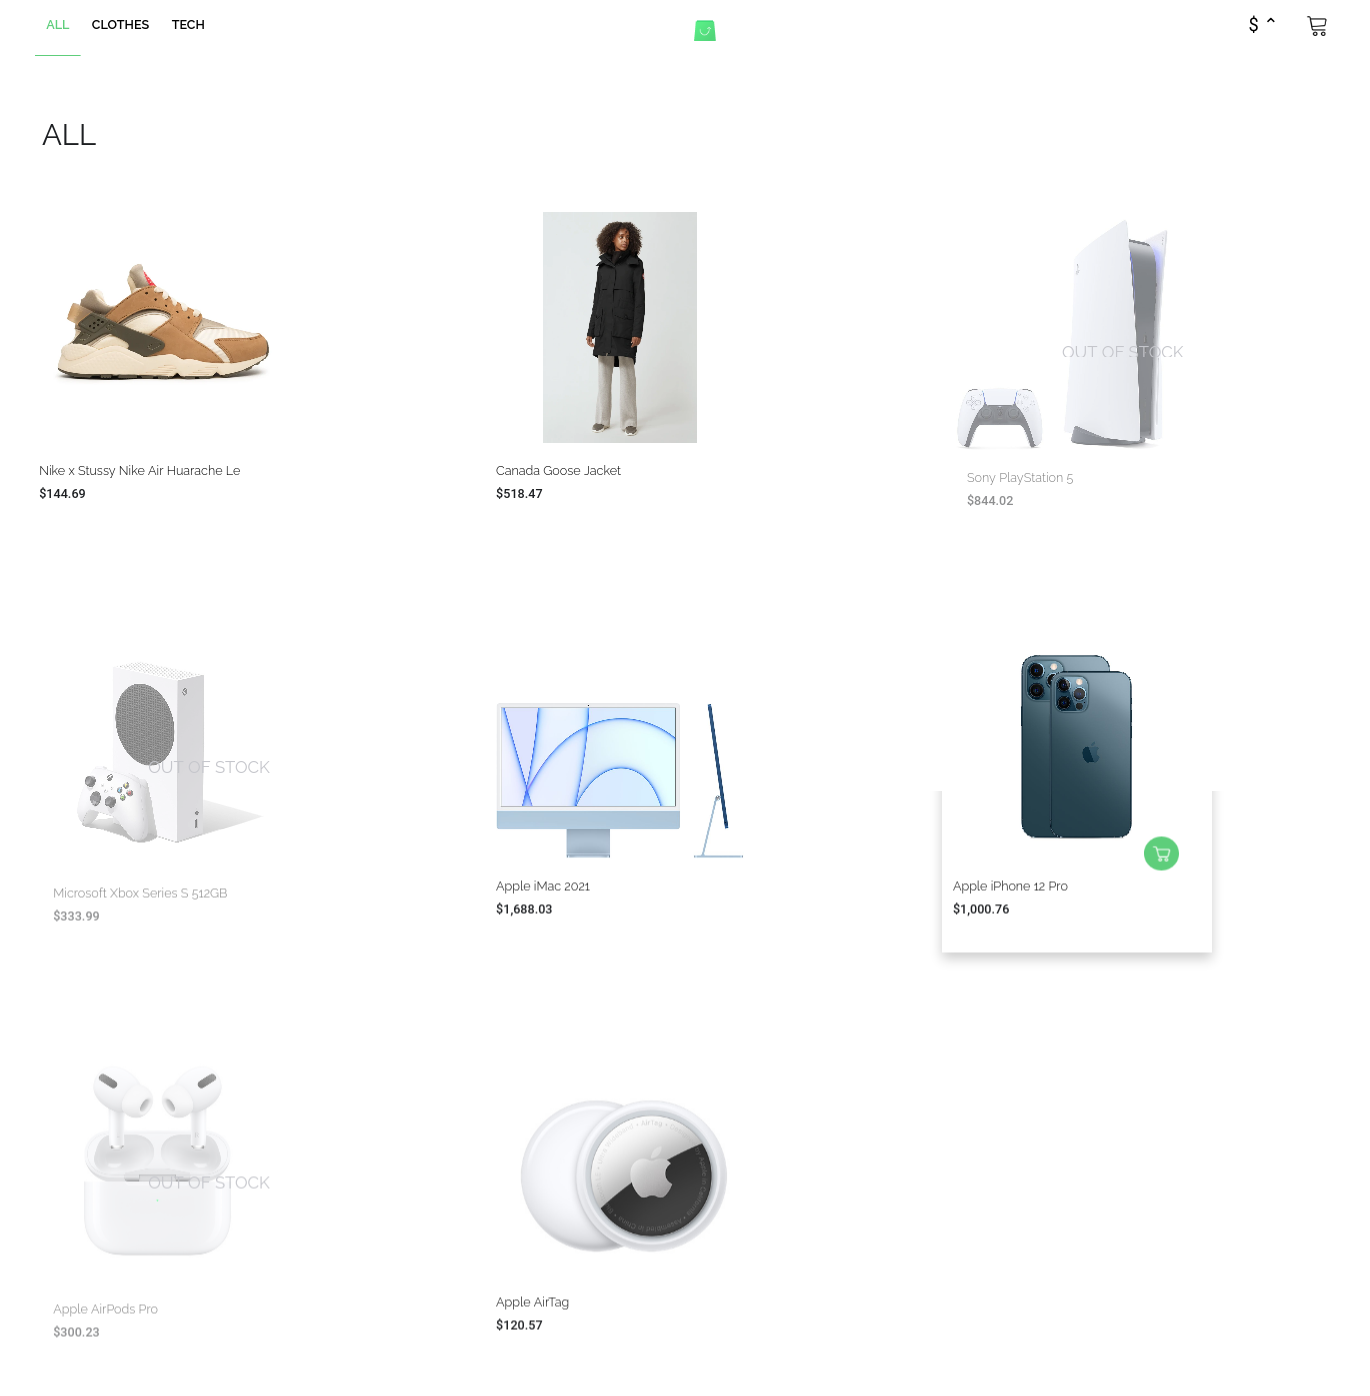 ALL CLOTHES TECH $
ALL
OUT OF STOCK
Nike x Stussy Nike Air Huarache Le
$144.69
Canada Goose Jacket
$518.47
Sony PlayStation 5
$844.02
OUT OF STOCK
Microsoft Xbox Series S 512GB
$333.99
Apple iMac 2021
$1,688.03
Apple iPhone 12 Pro
$1,000.76
OUT OF STOCK
Apple AirPods Pro
$300.23
Apple AirTag
$120.57